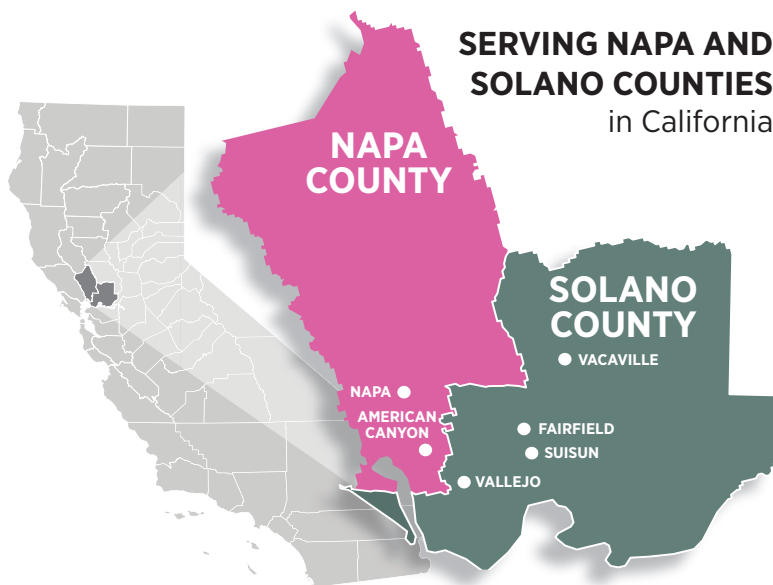 SERVING NAPA AND
SOLANO COUNTIES
in California
NAPA
COUNTY
SOLANO
COUNTY
VACAVILLE
NAPA
AMERICAN
CANYON
FAIRFIELD
SUISUN
VALLEJO